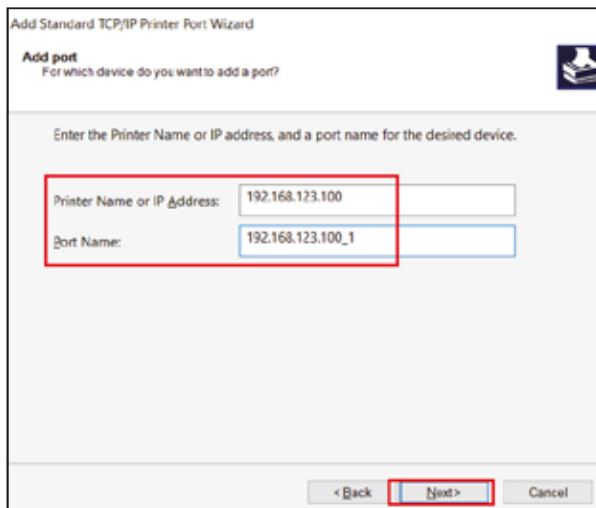 Add Standard TCP/IP Printer Port Wizard
Add port
For which device do you want to add a port?
Enter the Printer Name or IP address, and a port name for the desired device.
Printer Name or IP Address: 192.168.123.100
Port Name: 192.168.123.100_1
< Back Next > Cancel